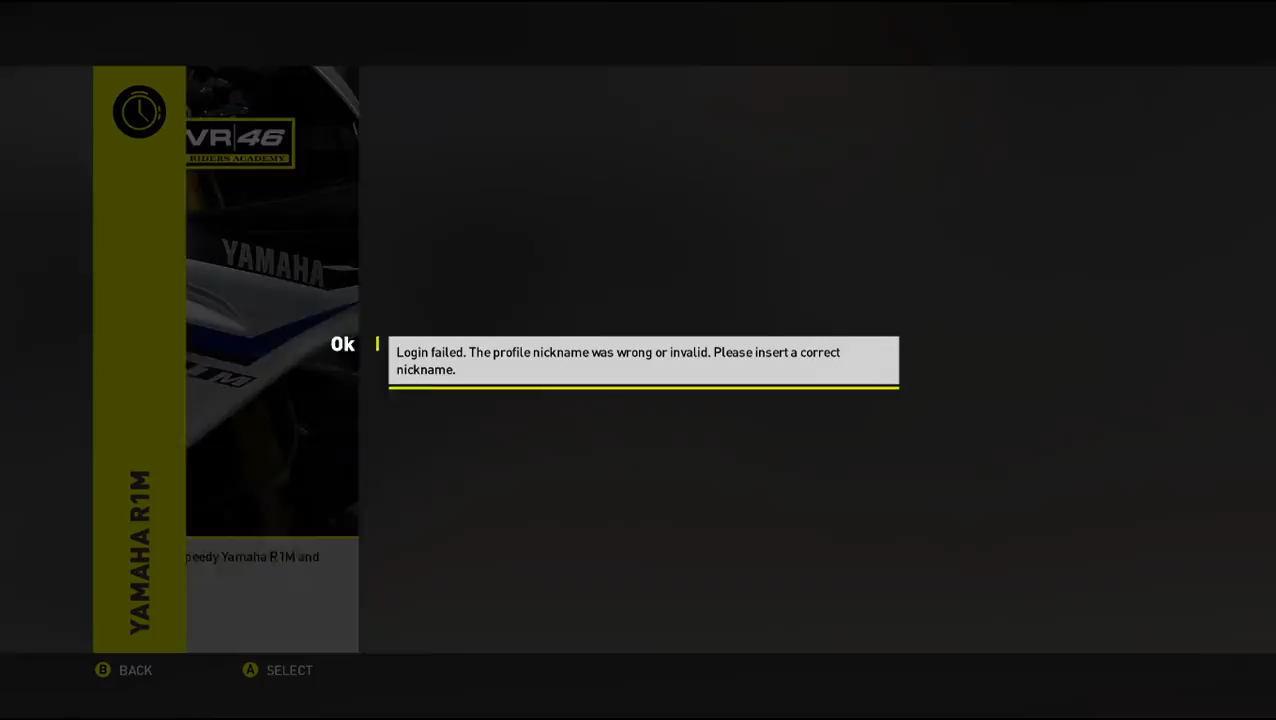 VR|46
RIDERS ACADEMY
YAMAHA
1M
Ok
Login failed. The profile nickname was wrong or invalid. Please insert a correct
nickname.
YAMAHA R1M
peedy Yamaha R1M and
B BACK
A SELECT